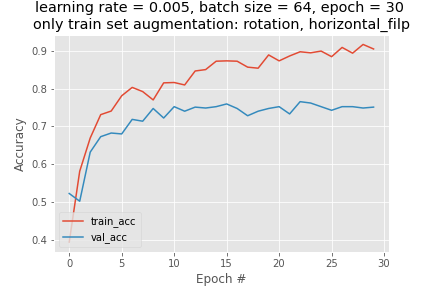 learning rate = 0.005, batch size = 64, epoch = 30
only train set augmentation: rotation, horizontal_filp
0.9
0.8
0.7
0.6
0.5
0.4
Accuracy
train_acc
val_acc
0 5 10 15 20 25 30
Epoch #